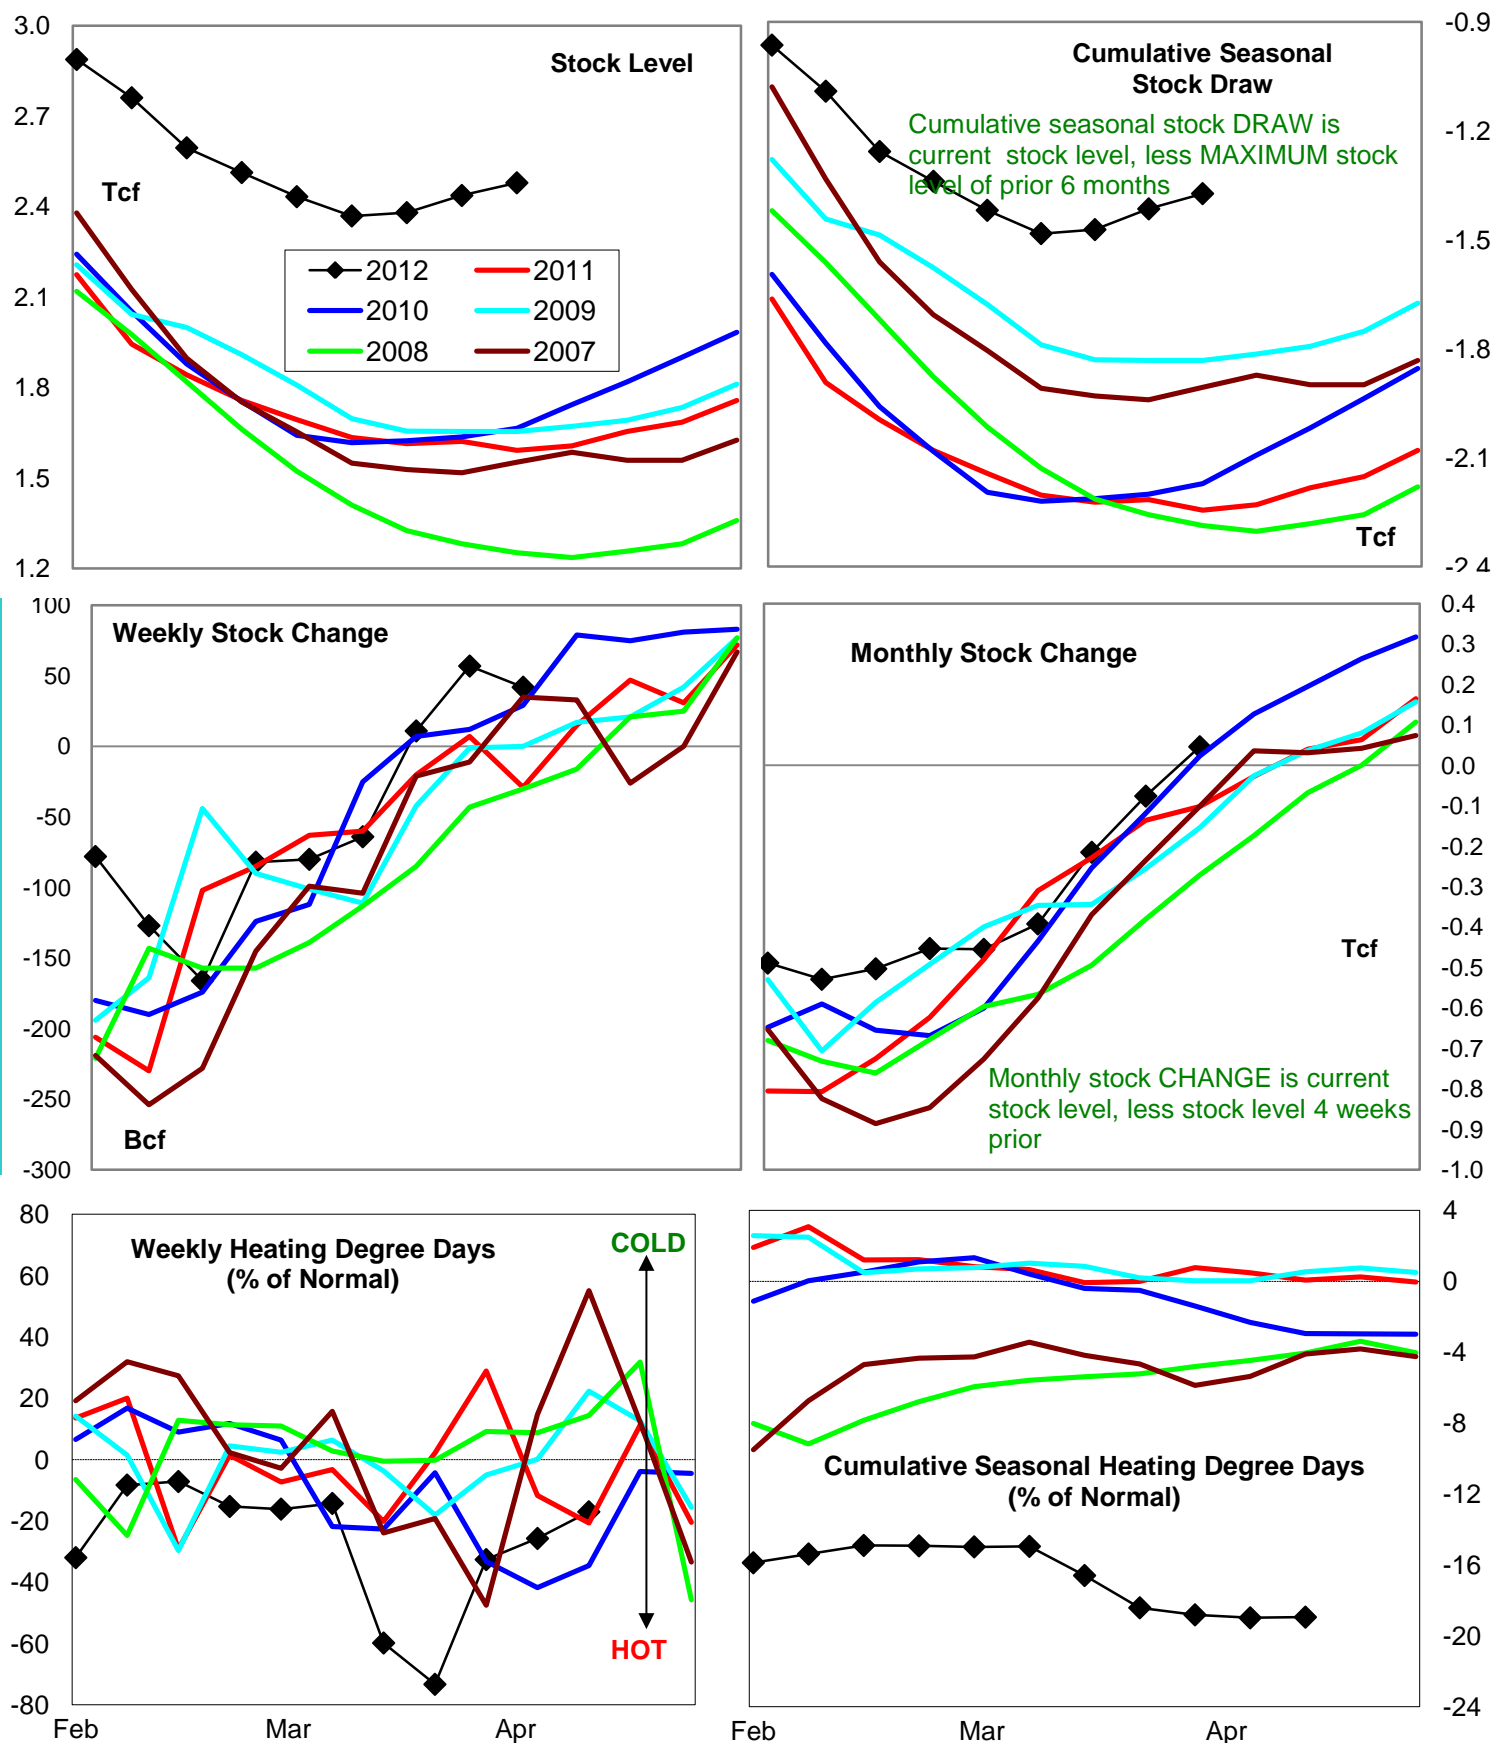 3.0
2.7
2.4
2.1
1.8
1.5
1.2
Stock Level
Tcf
2012
2011
2010
2009
2008
2007
-0.9
-1.2
-1.5
-1.8
-2.1
-2.4
Cumulative Seasonal
Stock Draw
Cumulative seasonal stock DRAW is
current stock level, less MAXIMUM stock
level of prior 6 months
Tcf
100
50
0
-50
-100
-150
-200
-250
-300
Weekly Stock Change
Bcf
0.4
0.3
0.2
0.1
0.0
-0.1
-0.2
-0.3
-0.4
-0.5
-0.6
-0.7
-0.8
-0.9
-1.0
Monthly Stock Change
Tcf
Monthly stock CHANGE is current
stock level, less stock level 4 weeks
prior
80
60
40
20
0
-20
-40
-60
-80
Weekly Heating Degree Days
(% of Normal)
COLD
HOT
Feb
Mar
Apr
4
0
-4
-8
-12
-16
-20
-24
Cumulative Seasonal Heating Degree Days
(% of Normal)
Feb
Mar
Apr